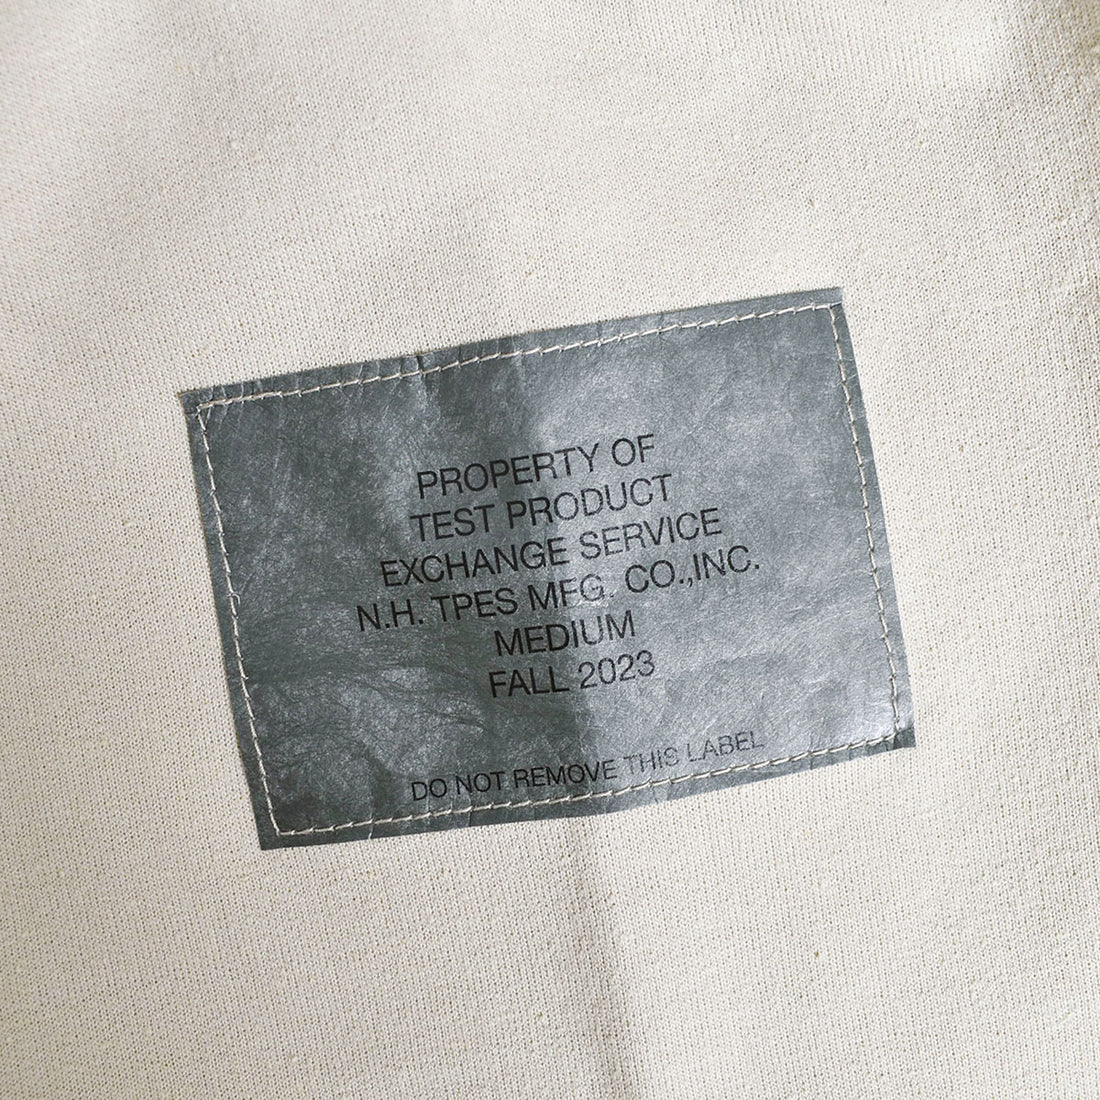 PROPERTY OF
TEST PRODUCT
EXCHANGE SERVICE
N.H. TPES MFG. CO.,INC.
MEDIUM
FALL 2023
DO NOT REMOVE THIS LABEL